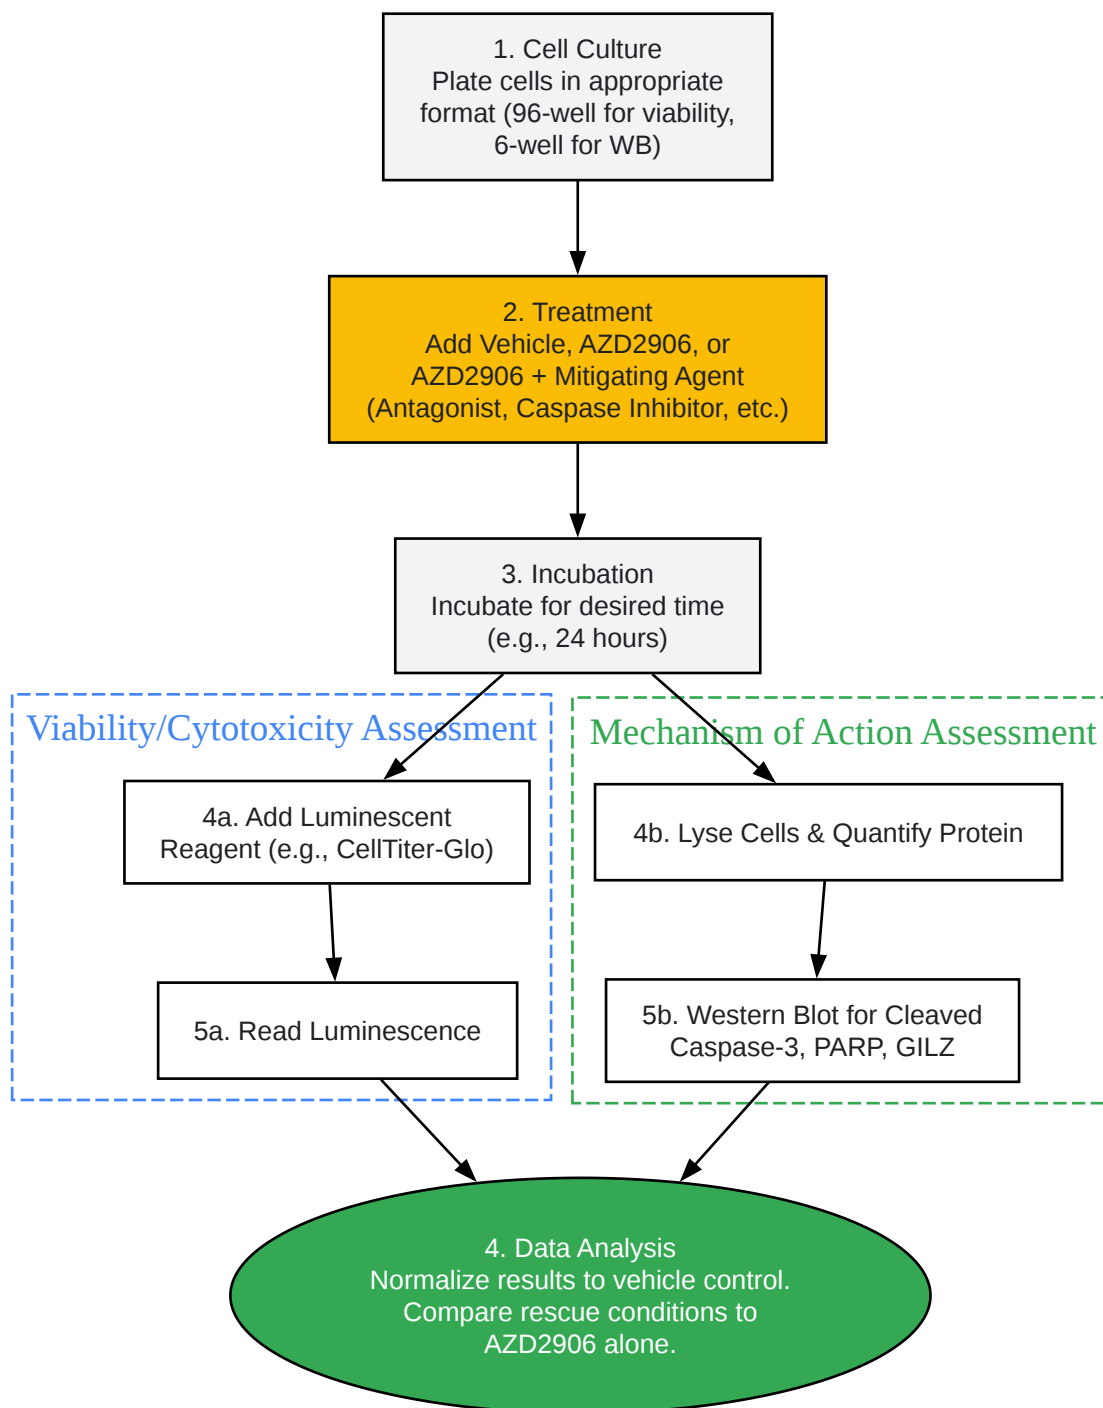 1. Cell Culture
Plate cells in appropriate
format (96-well for viability,
6-well for WB)
2. Treatment
Add Vehicle, AZD2906, or
AZD2906 + Mitigating Agent
(Antagonist, Caspase Inhibitor, etc.)
3. Incubation
Incubate for desired time
(e.g., 24 hours)
Viability/Cytotoxicity Assessment
4a. Add Luminescent
Reagent (e.g., CellTiter-Glo)
5a. Read Luminescence
Mechanism of Action Assessment
4b. Lyse Cells & Quantify Protein
5b. Western Blot for Cleaved
Caspase-3, PARP, GILZ
4. Data Analysis
Normalize results to vehicle control.
Compare rescue conditions to
AZD2906 alone.